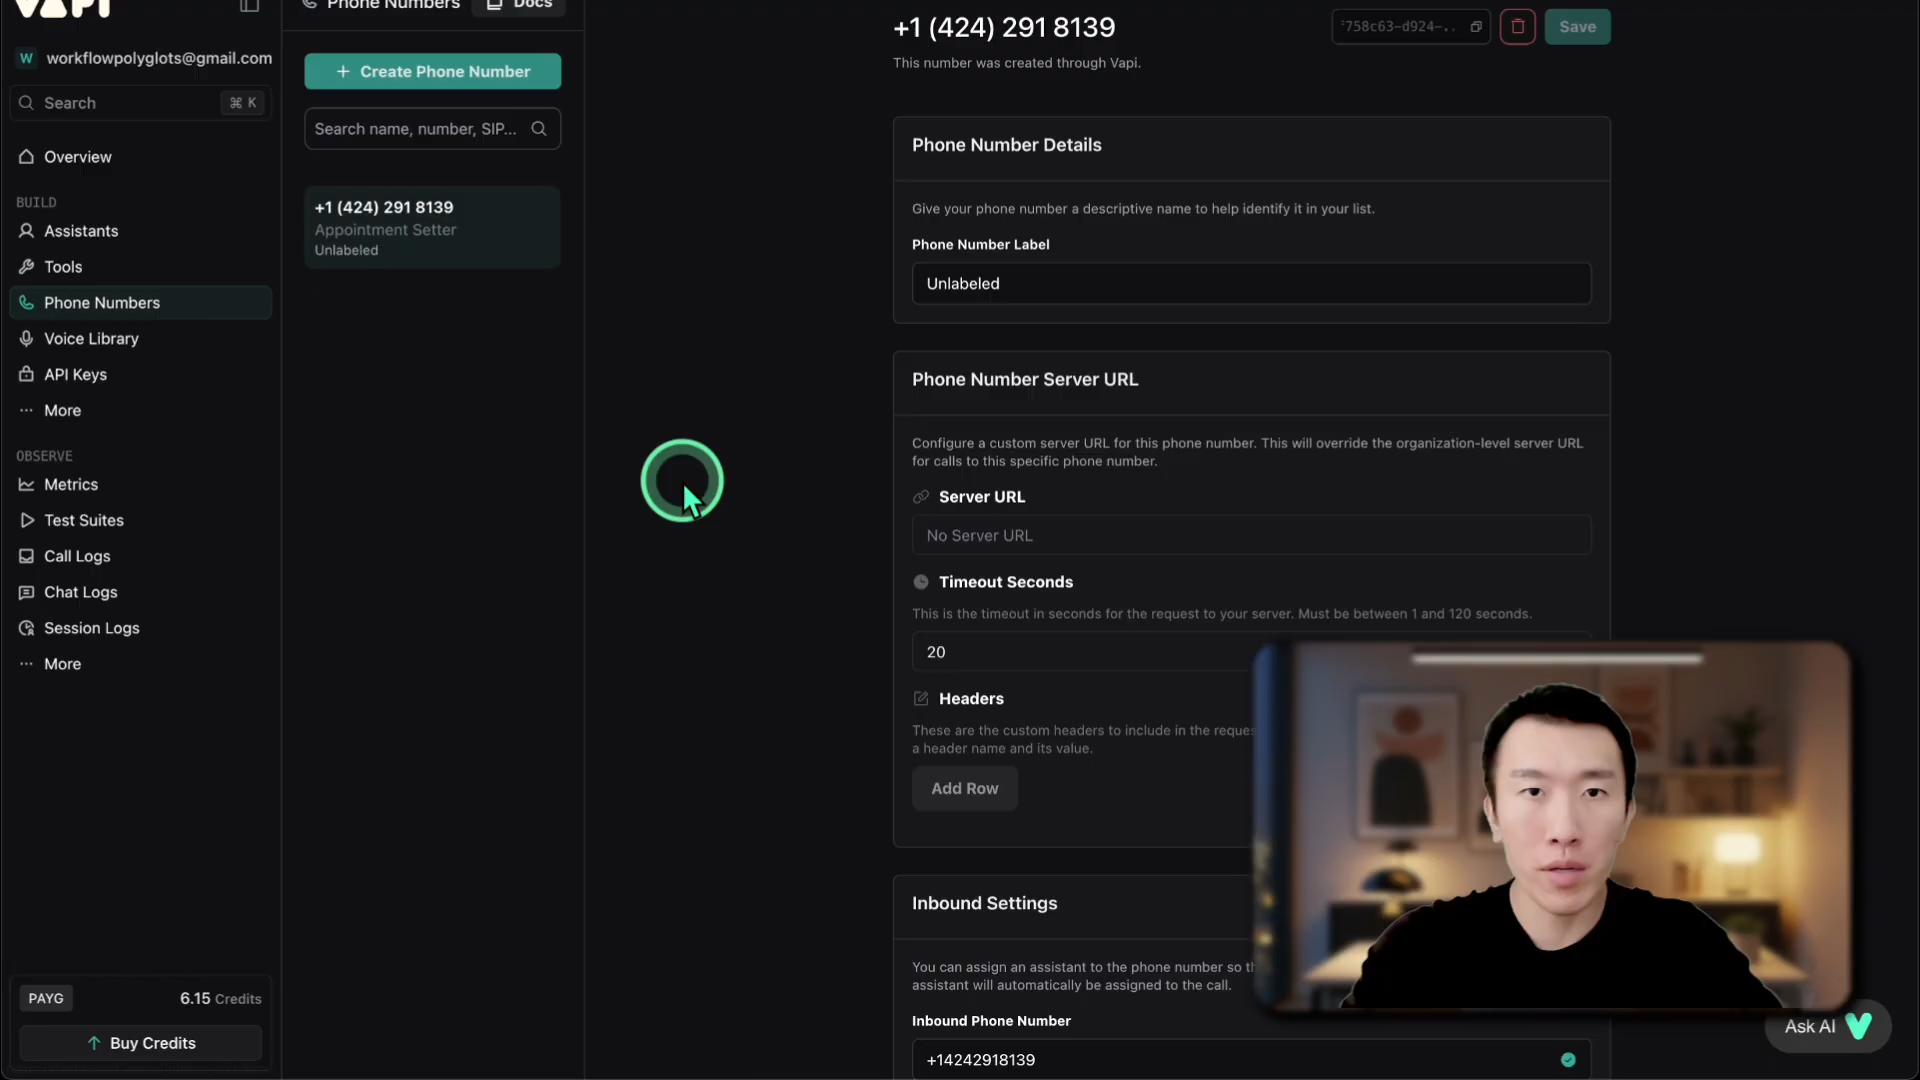 VAPI
workflowpolyglots@gmail.com
W
Search
⌘ K
Overview
BUILD
Assistants
Tools
Phone Numbers
Voice Library
API Keys
More
OBSERVE
Metrics
Test Suites
Call Logs
Chat Logs
Session Logs
More
PAYG
6.15 Credits
Buy Credits
Phone Numbers
Docs
+ Create Phone Number
Search name, number, SIP...
+1 (424) 291 8139
Appointment Setter
Unlabeled
+1 (424) 291 8139
758c63-d924-..
Save
This number was created through Vapi.
Phone Number Details
Give your phone number a descriptive name to help identify it in your list.
Phone Number Label
Unlabeled
Phone Number Server URL
Configure a custom server URL for this phone number. This will override the organization-level server URL
for calls to this specific phone number.
Server URL
No Server URL
Timeout Seconds
This is the timeout in seconds for the request to your server. Must be between 1 and 120 seconds.
20
Headers
These are the custom headers to include in the reques
a header name and its value.
Add Row
Inbound Settings
You can assign an assistant to the phone number so th
assistant will automatically be assigned to the call.
Inbound Phone Number
+14242918139
Ask AI